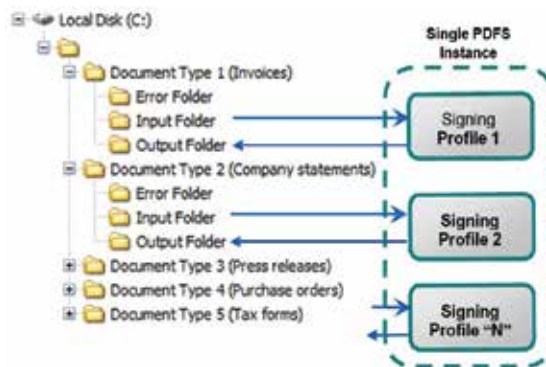 Local Disk (C:)
Single PDFS
Instance
Document Type 1 (Invoices)
Error Folder
Input Folder
Output Folder
Signing
Profile 1
Document Type 2 (Company statements)
Error Folder
Input Folder
Output Folder
Signing
Profile 2
Document Type 3 (Press releases)
Document Type 4 (Purchase orders)
Document Type 5 (Tax forms)
Signing
Profile "N"